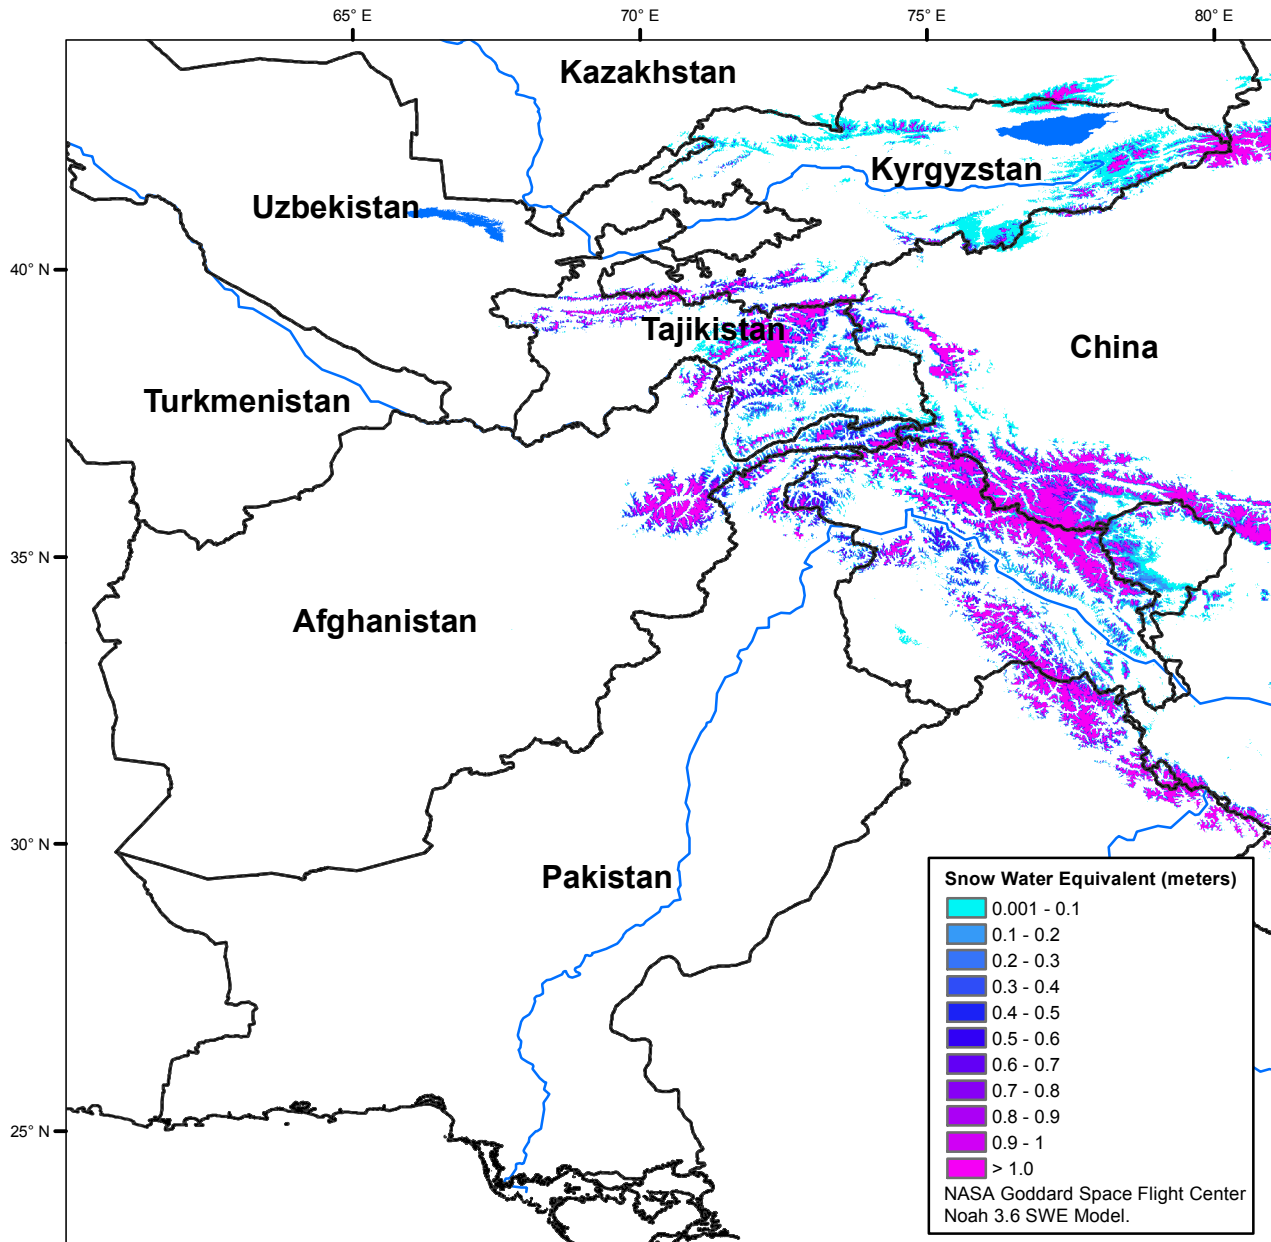 65° E
70° E
75° E
80° E
Kazakhstan
Kyrgyzstan
Uzbekistan
40° N
Tajikistan
China
Turkmenistan
35° N
Afghanistan
30° N
Pakistan
25° N
Snow Water Equivalent (meters)
0.001 - 0.1
0.1 - 0.2
0.2 - 0.3
0.3 - 0.4
0.4 - 0.5
0.5 - 0.6
0.6 - 0.7
0.7 - 0.8
0.8 - 0.9
0.9 - 1
> 1.0
NASA Goddard Space Flight Center
Noah 3.6 SWE Model.